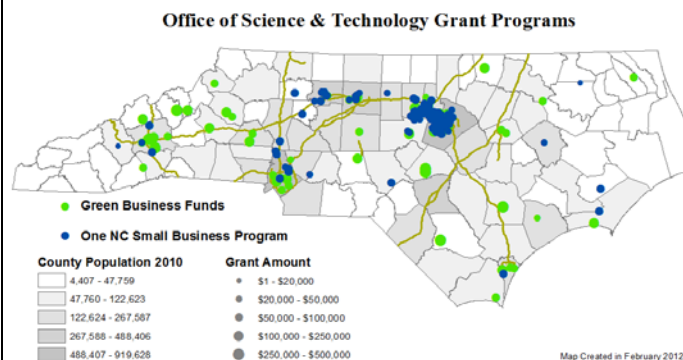 Office of Science & Technology Grant Programs
Green Business Funds
One NC Small Business Program
County Population 2010
4,407 - 47,759
47,760 - 122,623
122,624 - 267,587
267,588 - 488,406
488,407 - 919,628
Grant Amount
$1 - $20,000
$20,000 - $50,000
$50,000 - $100,000
$100,000 - $250,000
$250,000 - $500,000
Map Created in February 2012